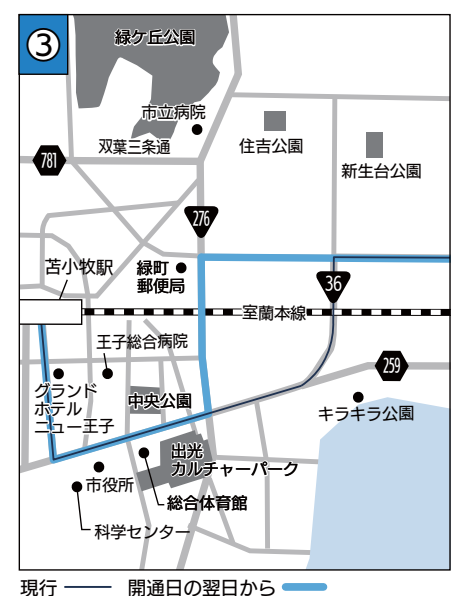 ③
緑ケ丘公園
市立病院
双葉三条通
住吉公園
新生台公園
781
276
苫小牧駅
緑町
郵便局
36
室蘭本線
王子総合病院
259
グランド
ホテル
ニュー王子
中央公園
キラキラ公園
出光
カルチャーパーク
市役所
総合体育館
科学センター
現行 開通日の翌日から